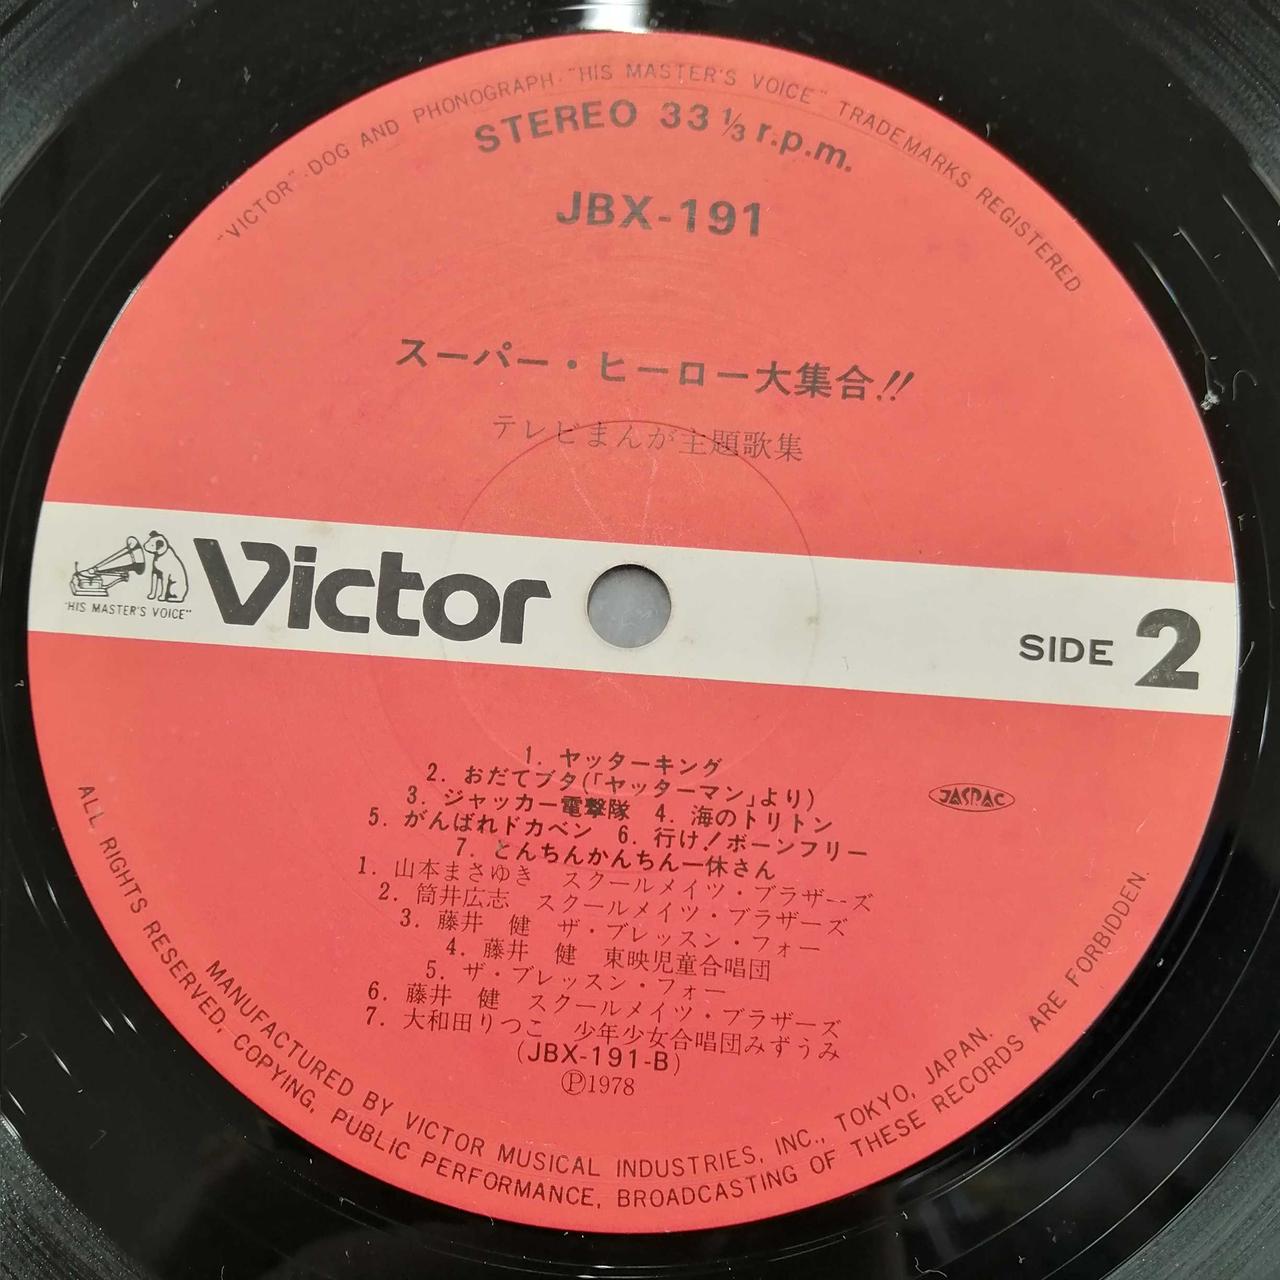 "VICTOR"·DOG AND PHONOGRAPH·"HIS MASTER'S VOICE" TRADEMARKS REGISTERED
STEREO 33 ⅓ r.p.m.
JBX-191
スーパー・ヒーロー大集合!!
テレビまんが主題歌集
"HIS MASTER'S VOICE"
Victor
SIDE 2
1. ヤッターキング
2. おだてブタ(「ヤッターマン」より)
3. ジャッカー電撃隊 4. 海のトリトン
5. がんばれドカベン 6. 行け!ボーンフリー
7. とんちんかんちん一休さん
JASRAC
1. 山本まさゆき スクールメイツ・ブラザーズ
2. 筒井広志 スクールメイツ・ブラザーズ
3. 藤井 健 ザ・ブレッスン・フォー
4. 藤井 健 東映児童合唱団
5. ザ・ブレッスン・フォー
6. 藤井 健 スクールメイツ・ブラザーズ
7. 大和田りつこ 少年少女合唱団みずうみ
(JBX-191-B)
Ⓟ1978
MANUFACTURED BY VICTOR MUSICAL INDUSTRIES, INC., TOKYO, JAPAN.
ALL RIGHTS RESERVED, COPYING, PUBLIC PERFORMANCE, BROADCASTING OF THESE RECORDS ARE FORBIDDEN.